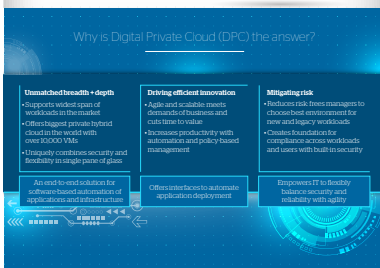 Why is Digital Private Cloud (DPC) the answer?
Unmatched breadth + depth
• Supports widest span of
workloads in the market
• Offers biggest private hybrid
cloud in the world with
over 10,000 VMs
• Uniquely combines security and
flexibility in single pane of glass
An end-to-end solution for
software based automation of
applications and infrastructure
Driving efficient innovation
• Agile and scalable meets
demands of business and
cuts time to value
• Increases productivity with
automation and policy-based
management
Offers interfaces to automate
application deployment
Mitigating risk
• Reduces risk frees managers to
choose best environment for
new and legacy workloads
• Creates foundation for
compliance across workloads
and users with built in security
Empowers IT to flexibly
balance security and
reliability with agility